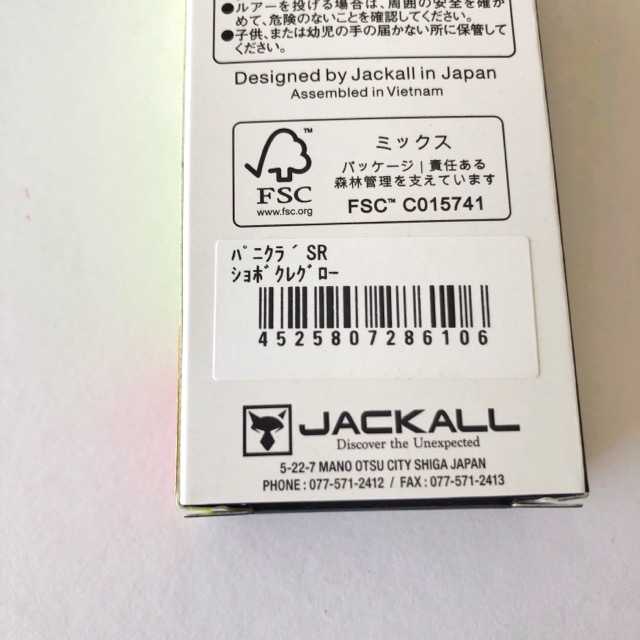 ●ルアーを投げる場合は、周囲の安全を確か
めて、危険のないことを確認してください。
●子供、または幼児の手の届かない所に保管して
ください。
Designed by Jackall in Japan
Assembled in Vietnam
FSC™
www.fsc.org
ミックス
パッケージ|責任ある
森林管理を支えています
FSC™ C015741
ﾊﾟﾆｸﾗ´SR
ｼｮﾎﾞｸﾚｸﾞﾛｰ
4525807286106
JACKALL
Discover the Unexpected
5-22-7 MANO OTSU CITY SHIGA JAPAN
PHONE : 077-571-2412 / FAX : 077-571-2413